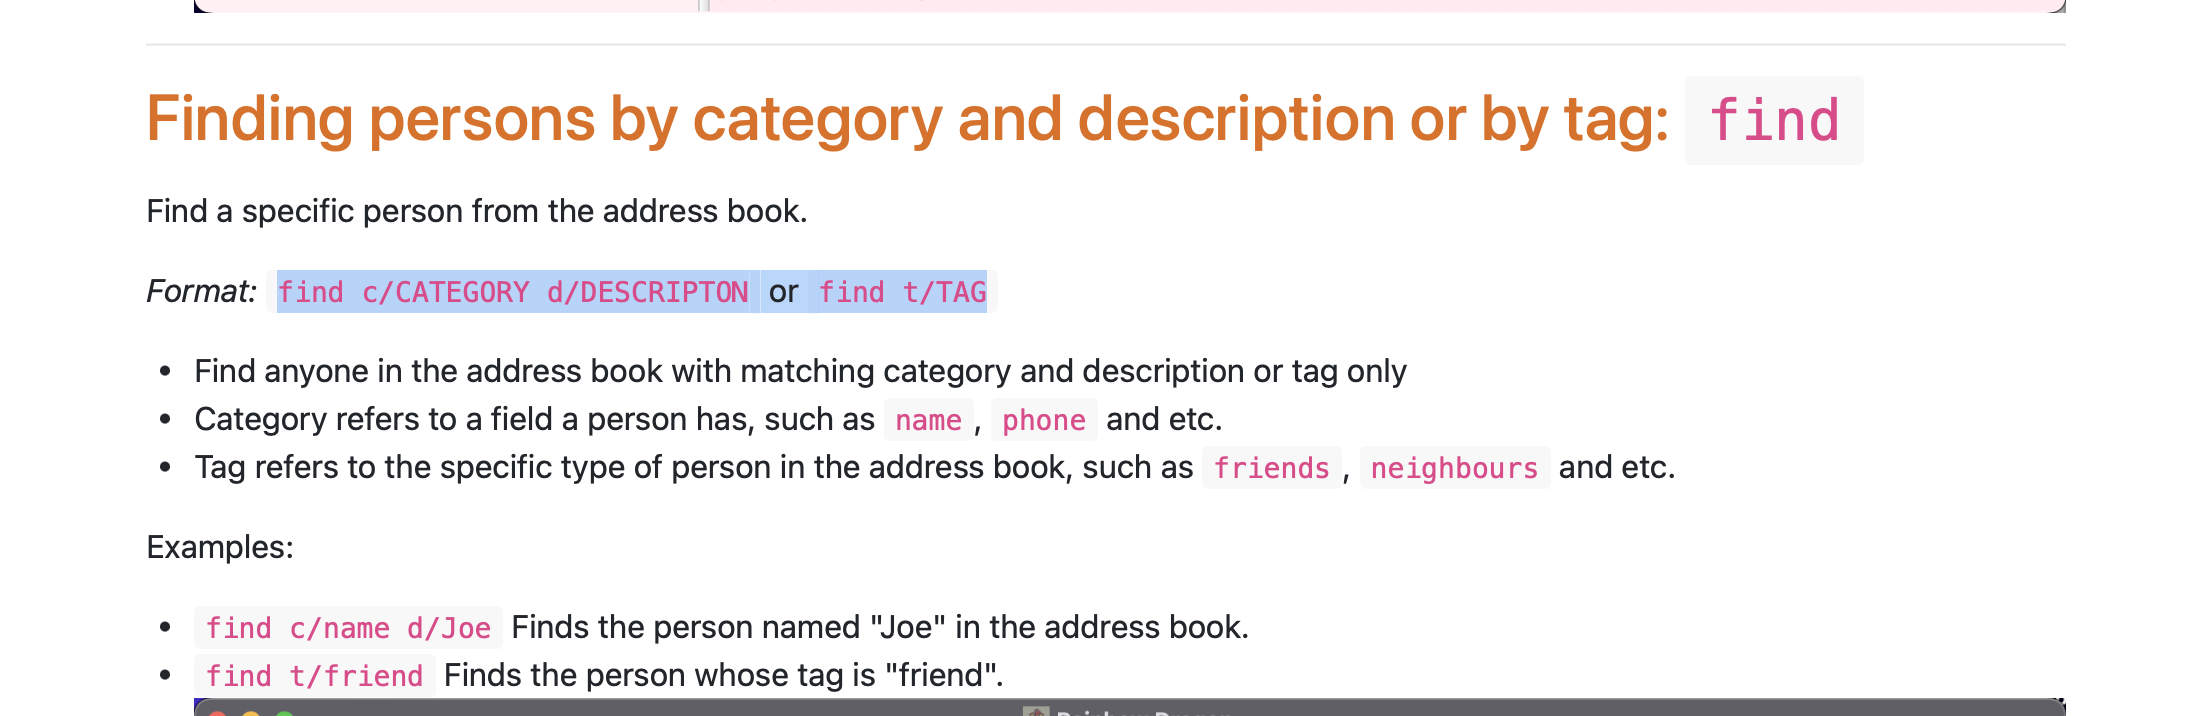 Finding persons by category and description or by tag: find
Find a specific person from the address book.
Format: find c/CATEGORY d/DESCRIPTON or find t/TAG
• Find anyone in the address book with matching category and description or tag only
• Category refers to a field a person has, such as name , phone and etc.
• Tag refers to the specific type of person in the address book, such as friends , neighbours and etc.
Examples:
• find c/name d/Joe Finds the person named "Joe" in the address book.
• find t/friend Finds the person whose tag is "friend".